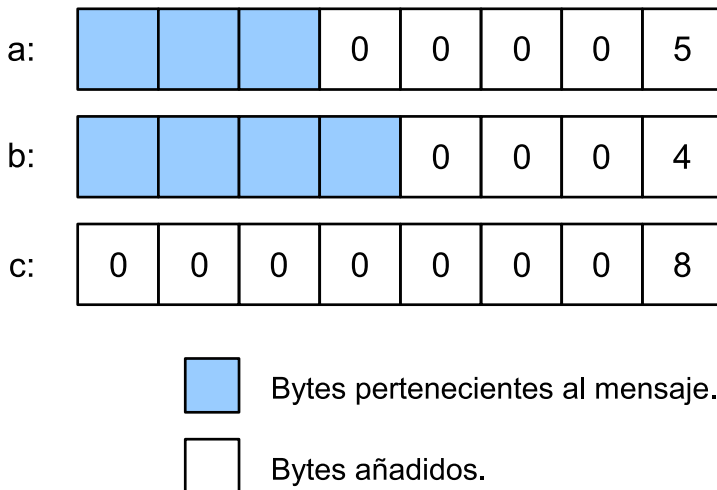 a: 0 0 0 0 5
b: 0 0 0 4
c: 0 0 0 0 0 0 0 8
Bytes pertenecientes al mensaje.
Bytes añadidos.